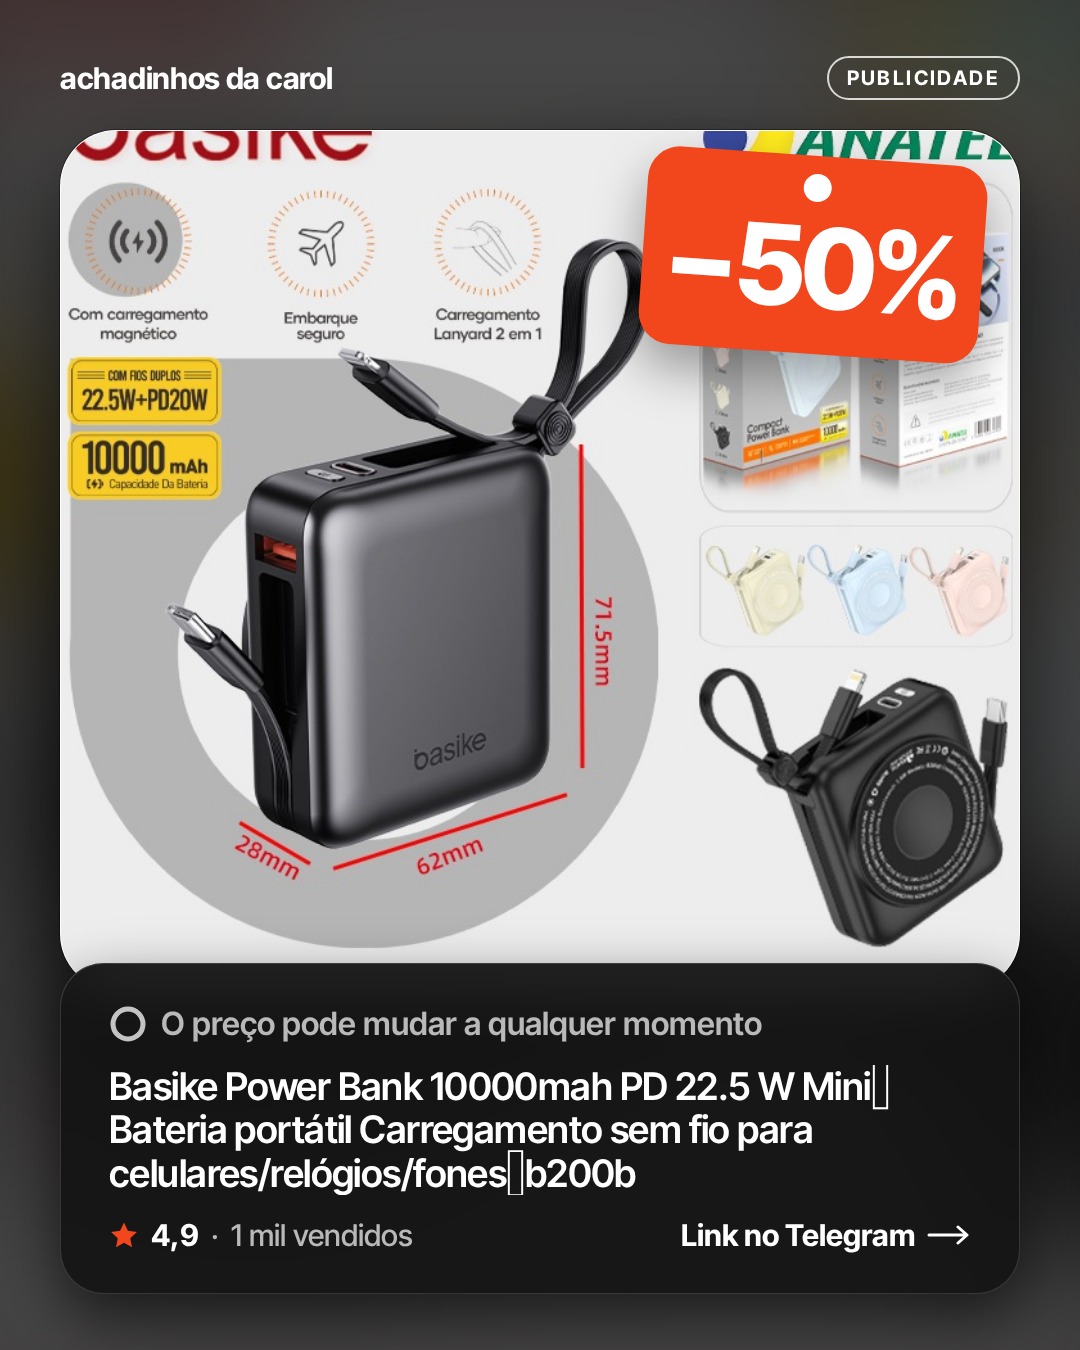 achadinhos da carol
PUBLICIDADE
basike
ANATEL
-50%
Com carregamento
magnético
Embarque
seguro
Carregamento
Lanyard 2 em 1
COM FIOS DUPLOS
22.5W+PD20W
10000 mAh
Capacidade Da Bateria
Compact
Power Bank
basike
71.5mm
28mm
62mm
O preço pode mudar a qualquer momento
Basike Power Bank 10000mah PD 22.5 W Mini
Bateria portátil Carregamento sem fio para
celulares/relógios/fones b200b
4,9 · 1 mil vendidos
Link no Telegram →